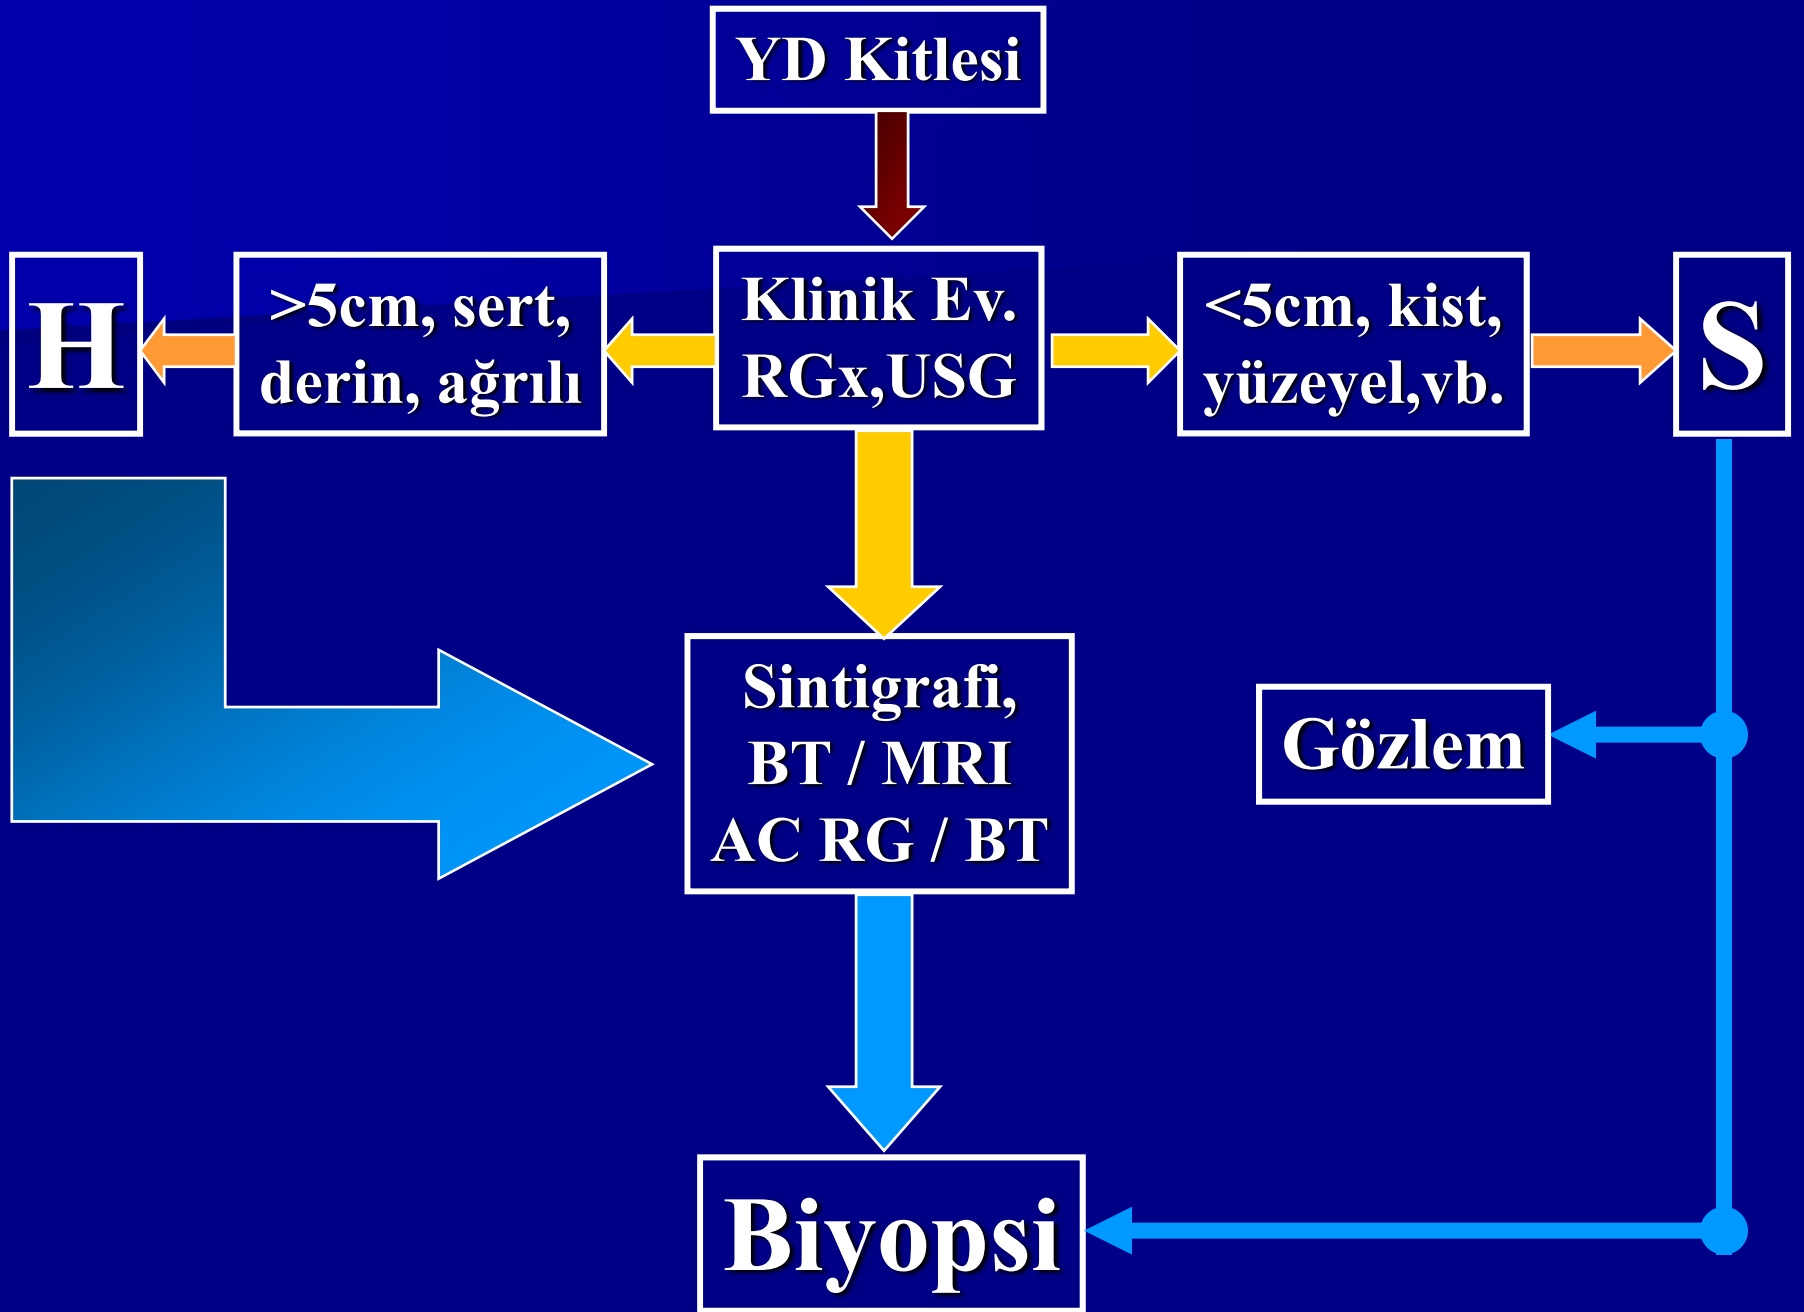 YD Kitlesi
H
>5cm, sert,
derin, ağrılı
Klinik Ev.
RGx,USG
<5cm, kist,
yüzeyel,vb.
S
Sintigrafi,
BT / MRI
AC RG / BT
Gözlem
Biyopsi